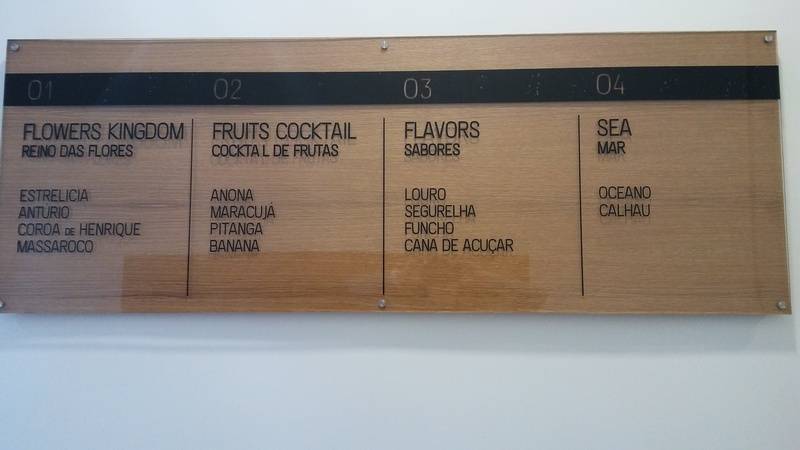 01
FLOWERS KINGDOM
REINO DAS FLORES
ESTRELICIA
ANTURIO
COROA DE HENRIQUE
MASSAROCO
02
FRUITS COCKTAIL
COCKTA L DE FRUTAS
ANONA
MARACUJÁ
PITANGA
BANANA
03
FLAVORS
SABORES
LOURO
SEGURELHA
FUNCHO
CANA DE ACUÇAR
04
SEA
MAR
OCEANO
CALHAU